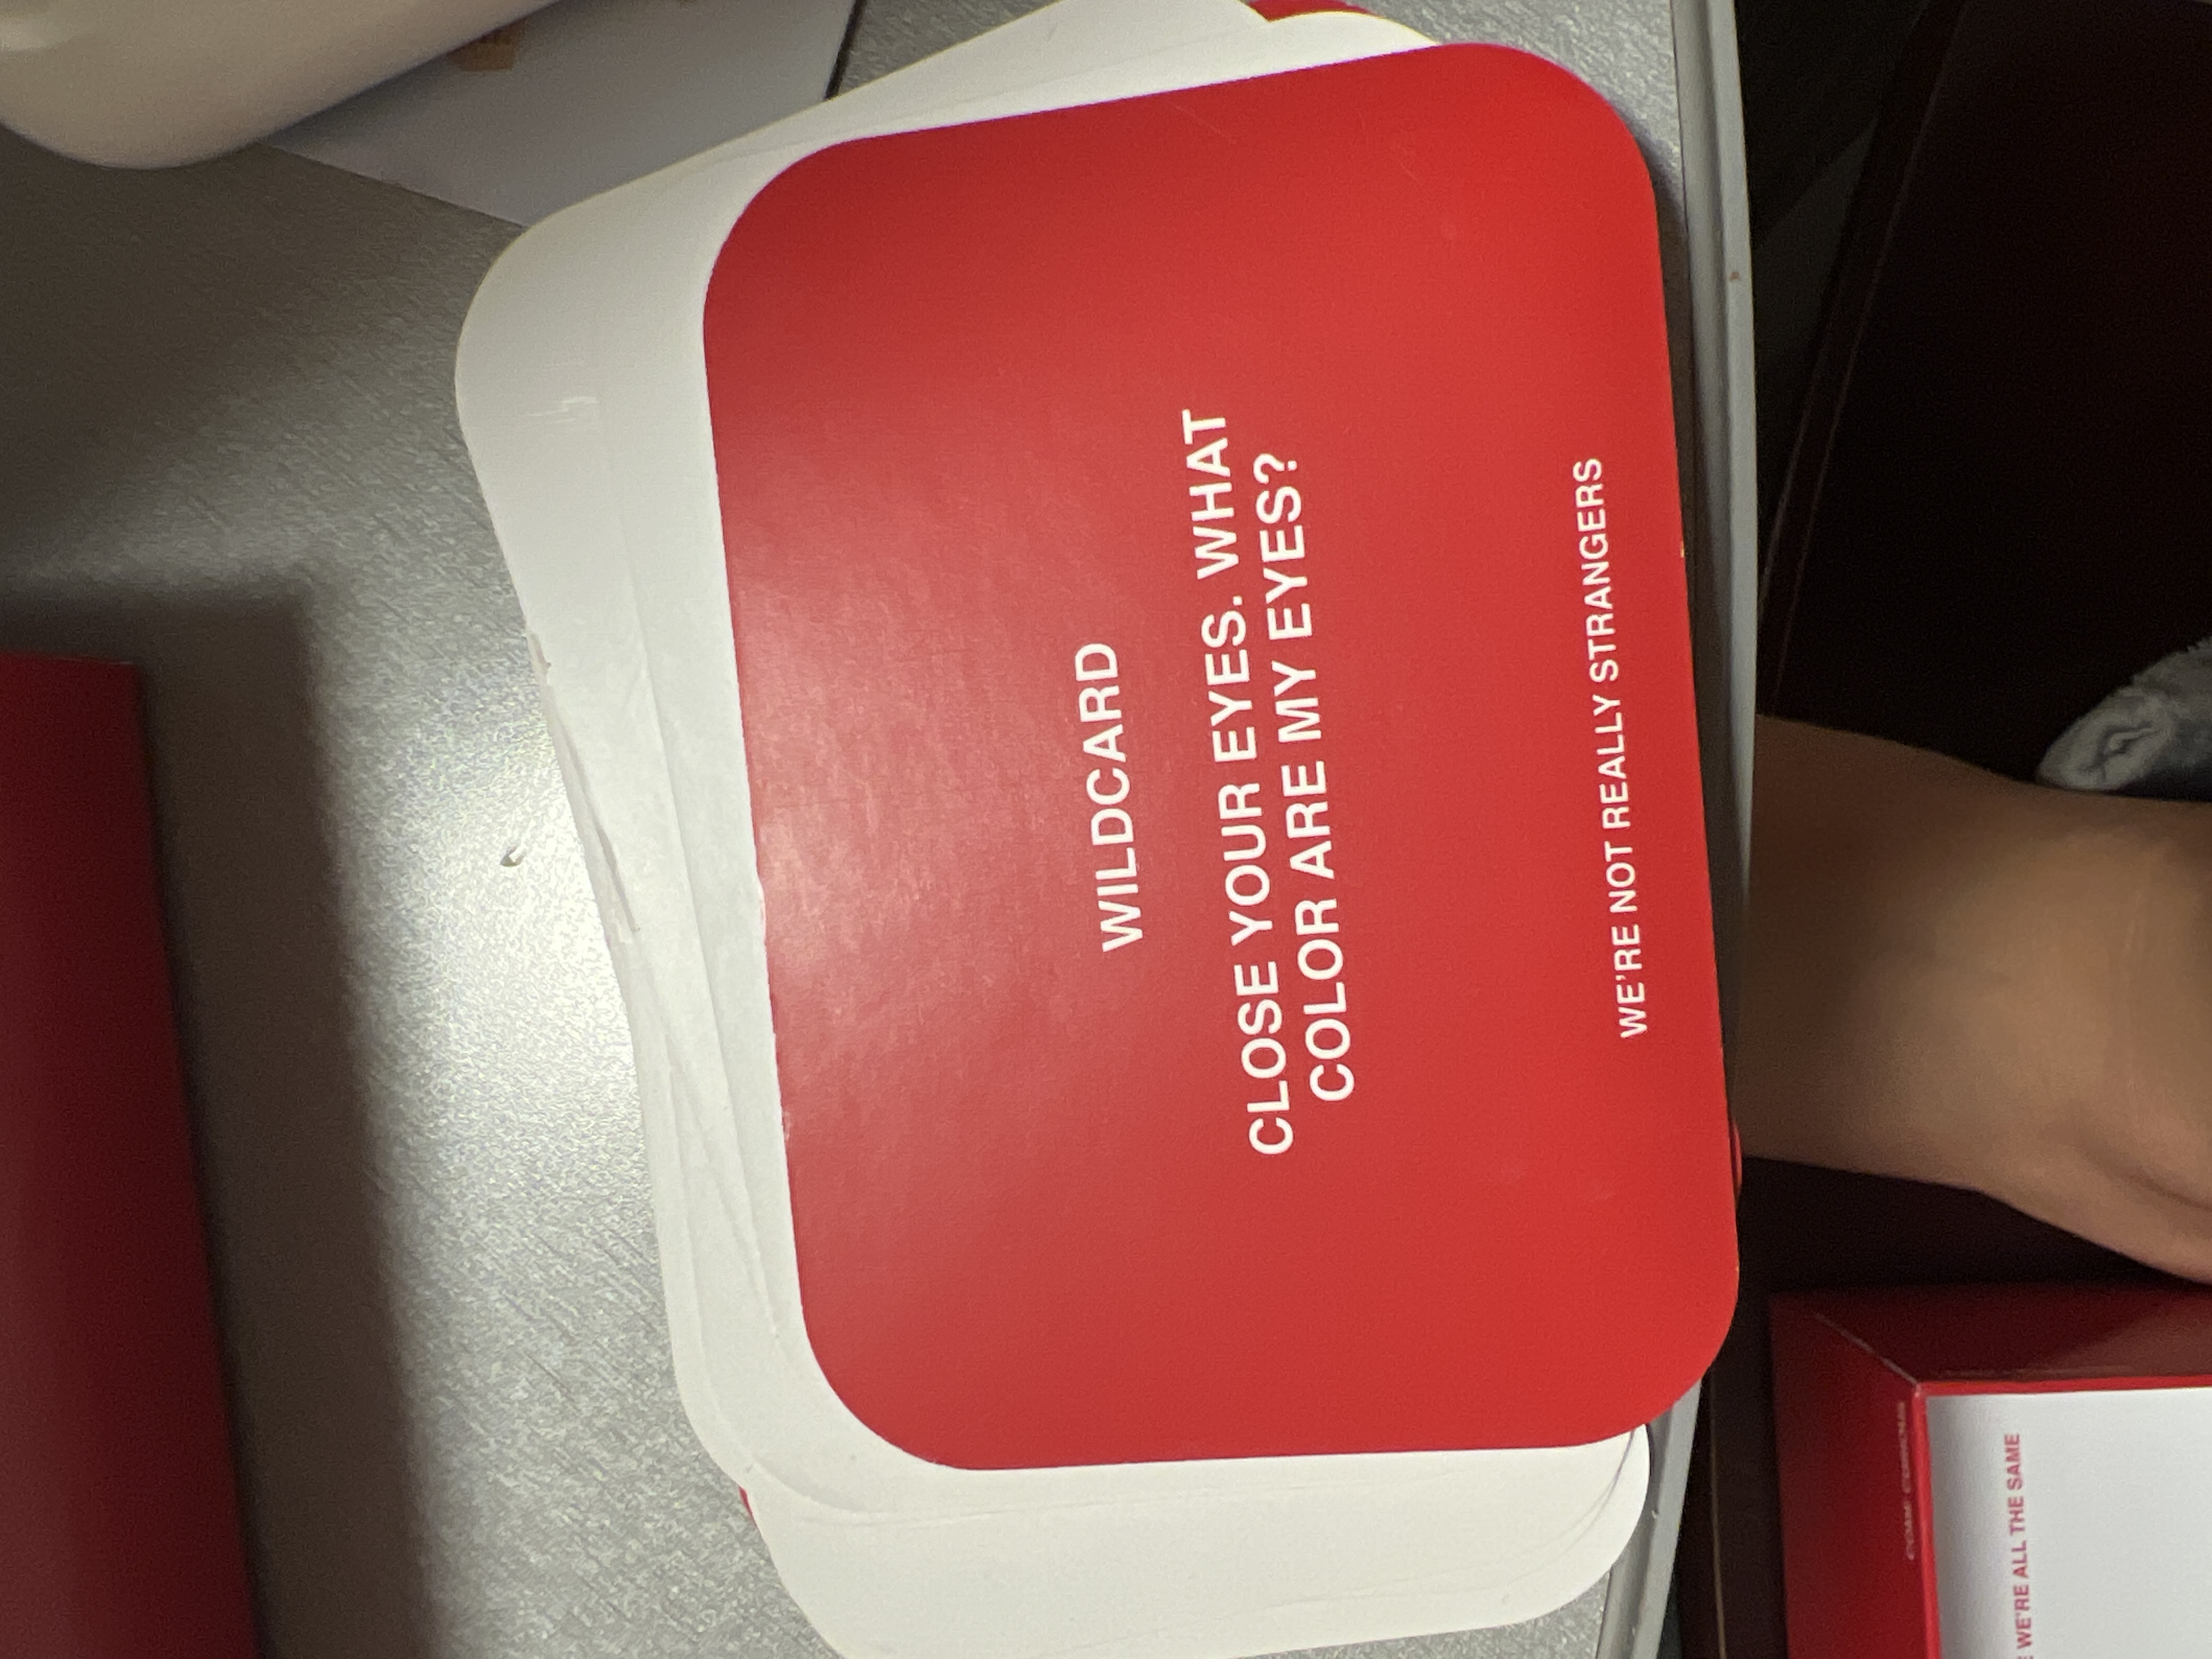 WILDCARD
CLOSE YOUR EYES. WHAT
COLOR ARE MY EYES?
WE'RE NOT REALLY STRANGERS
WE'RE ALL THE SAME